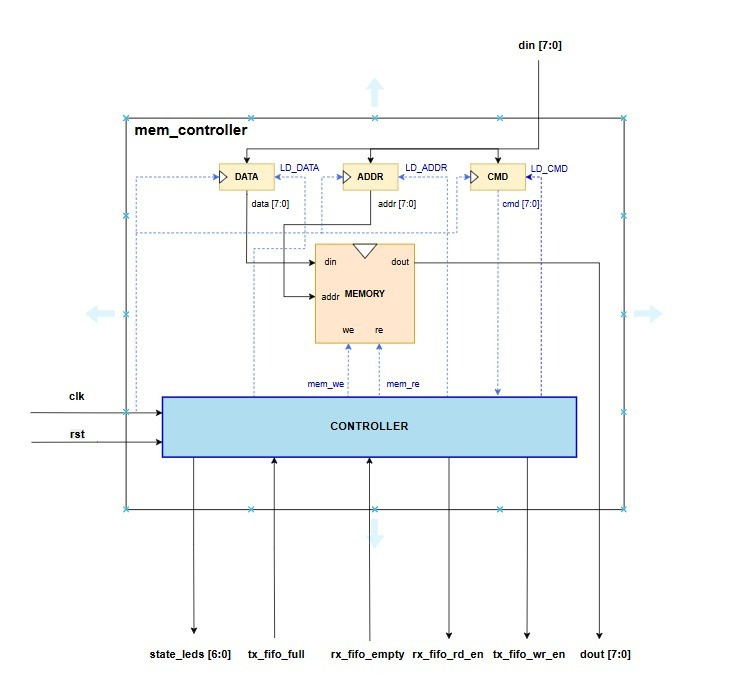 din [7:0]
mem_controller
DATA
LD_DATA
ADDR
LD_ADDR
CMD
LD_CMD
data [7:0]
addr [7:0]
cmd [7:0]
din
dout
addr
MEMORY
we
re
mem_we
mem_re
clk
rst
CONTROLLER
state_leds [6:0]
tx_fifo_full
rx_fifo_empty
rx_fifo_rd_en
tx_fifo_wr_en
dout [7:0]